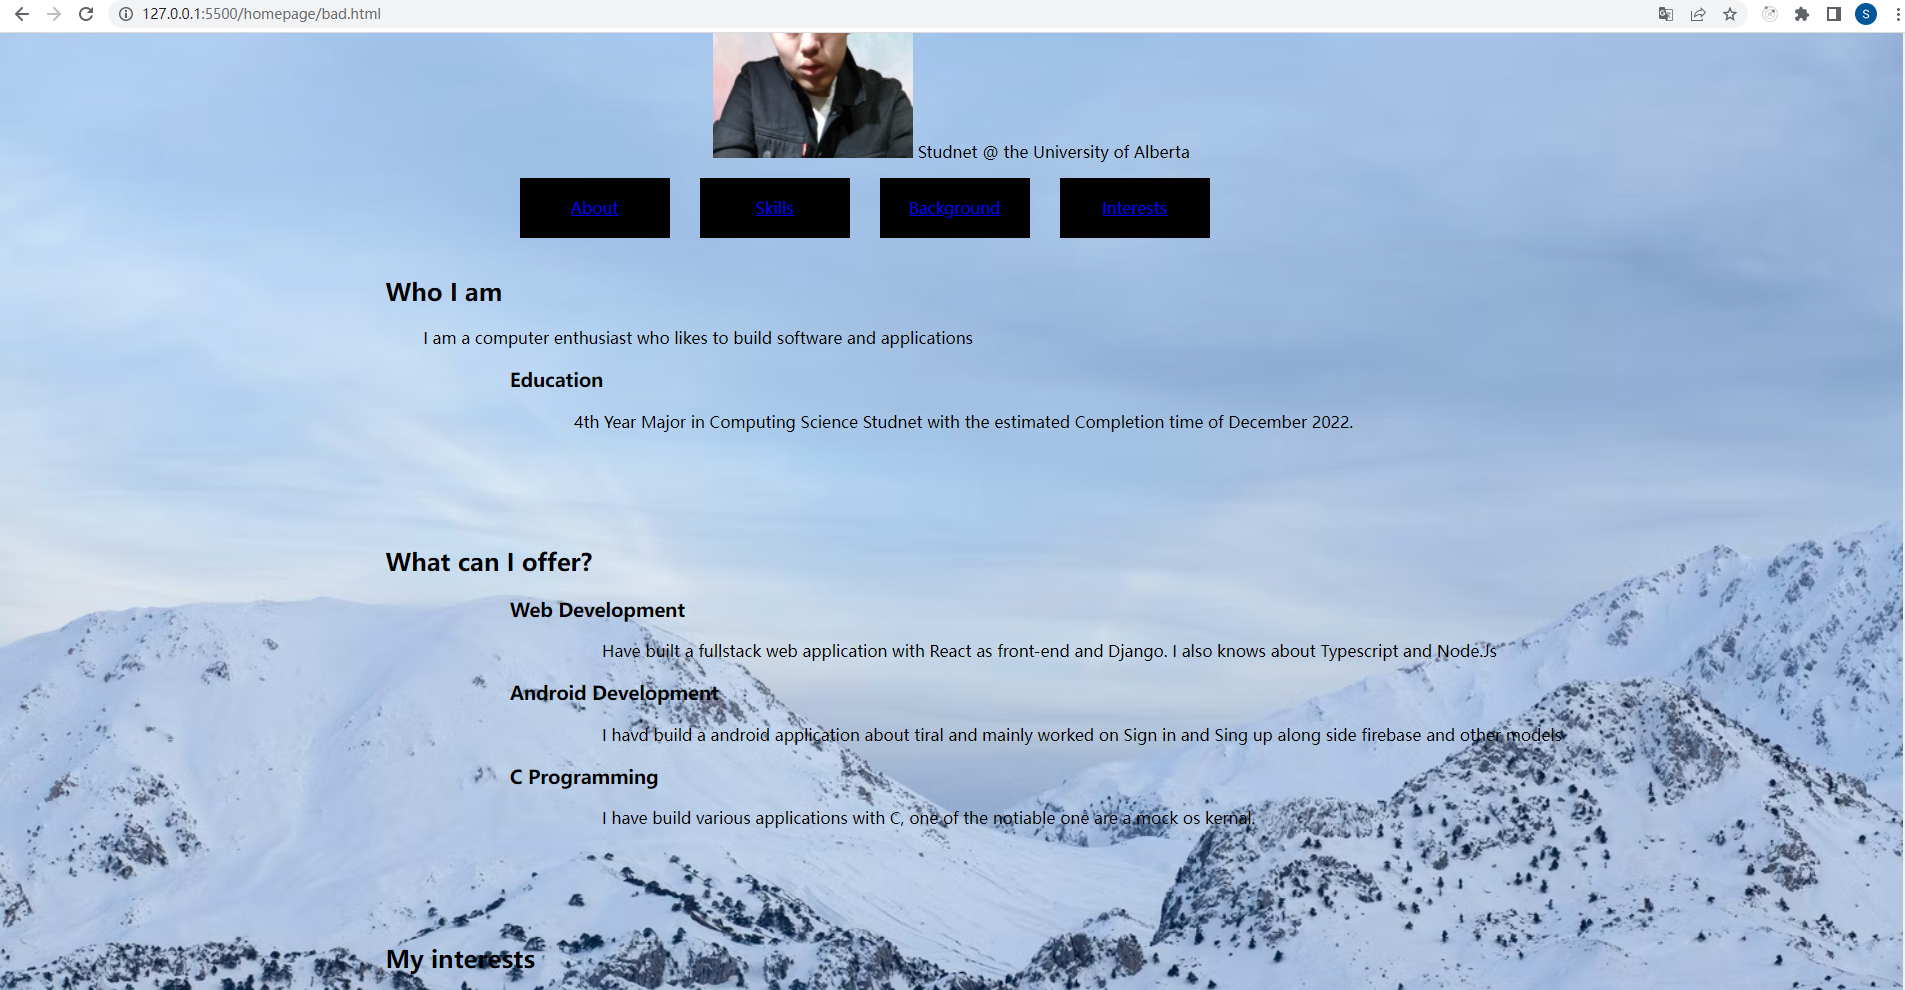 127.0.0.1:5500/homepage/bad.html
S
Studnet @ the University of Alberta
About Skills Background Interests
Who I am
I am a computer enthusiast who likes to build software and applications
Education
4th Year Major in Computing Science Studnet with the estimated Completion time of December 2022.
What can I offer?
Web Development
Have built a fullstack web application with React as front-end and Django. I also knows about Typescript and Node.Js
Android Development
I havd build a android application about tiral and mainly worked on Sign in and Sing up along side firebase and other models
C Programming
I have build various applications with C, one of the notiable one are a mock os kernal.
My interests